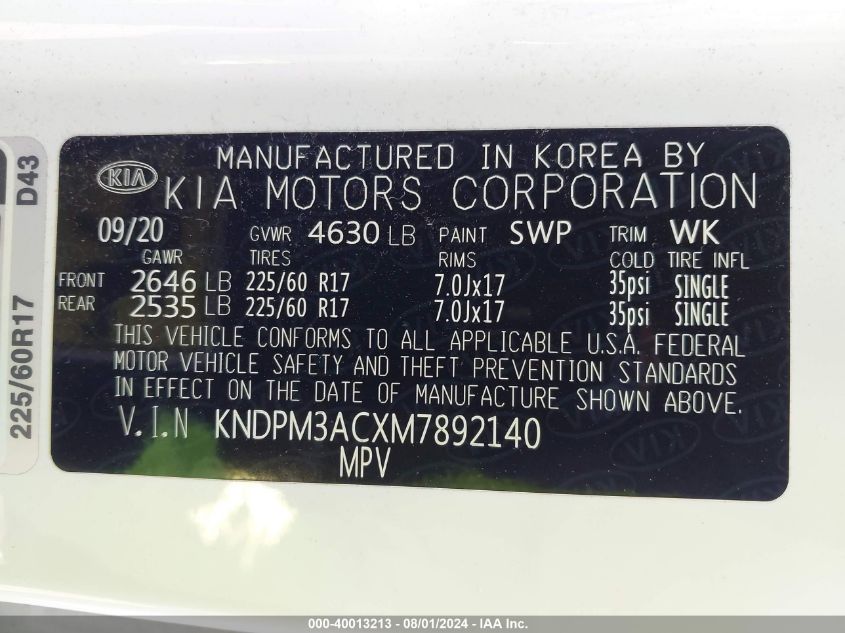 MANUFACTURED IN KOREA BY
KIA KIA MOTORS CORPORATION
09/20 GVWR 4630 LB PAINT SWP TRIM WK
GAWR TIRES RIMS COLD TIRE INFL
FRONT 2646 LB 225/60 R17 7.0Jx17 35psi SINGLE
REAR 2535 LB 225/60 R17 7.0Jx17 35psi SINGLE
THIS VEHICLE CONFORMS TO ALL APPLICABLE U.S.A. FEDERAL
MOTOR VEHICLE SAFETY AND THEFT PREVENTION STANDARDS
IN EFFECT ON THE DATE OF MANUFACTURE SHOWN ABOVE.
V.I.N KNDPM3ACXM7892140
MPV
225/60R17 D43
000-40013213 - 08/01/2024 - IAA Inc.